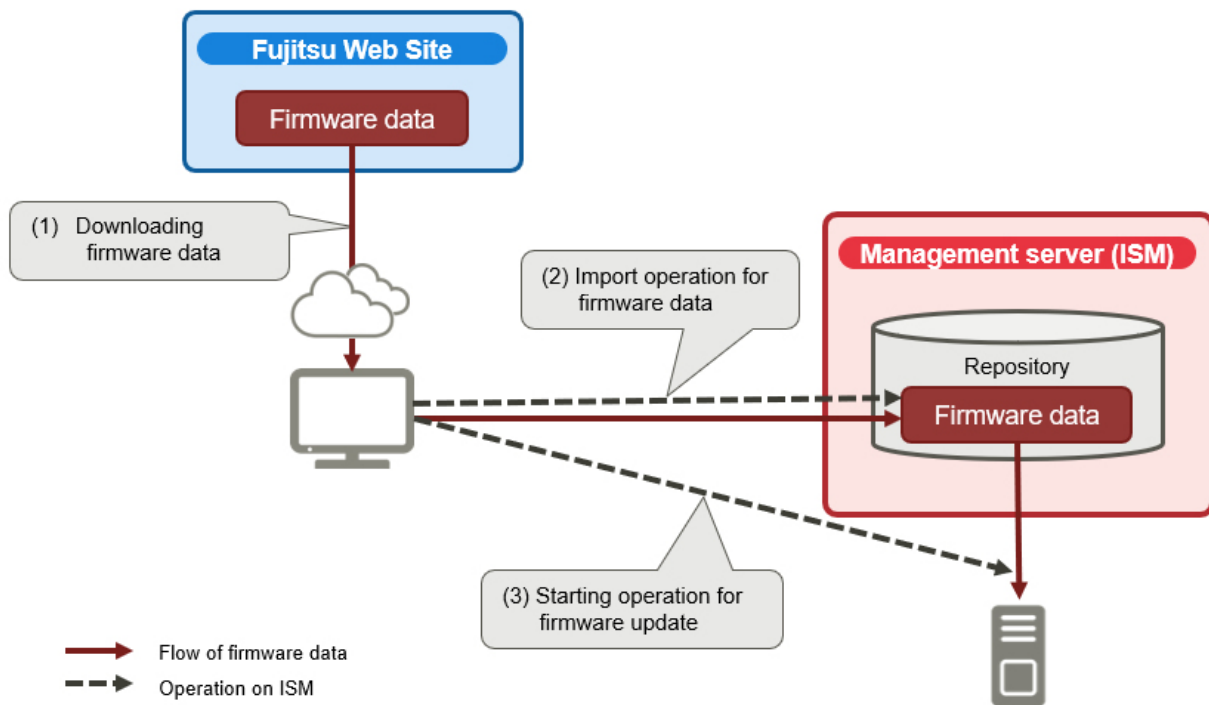 Fujitsu Web Site
Firmware data
(1) Downloading
firmware data
Management server (ISM)
(2) Import operation for
firmware data
Repository
Firmware data
(3) Starting operation for
firmware update
Flow of firmware data
Operation on ISM